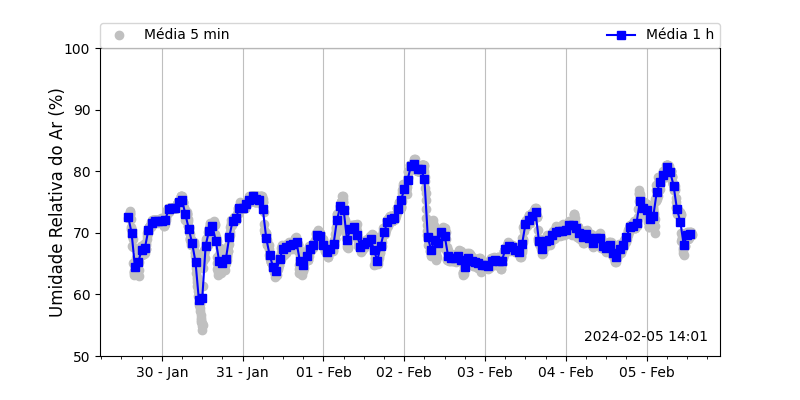 Média 5 min
Média 1 h
Umidade Relativa do Ar (%)
100
90
80
70
60
50
2024-02-05 14:01
30 - Jan
31 - Jan
01 - Feb
02 - Feb
03 - Feb
04 - Feb
05 - Feb